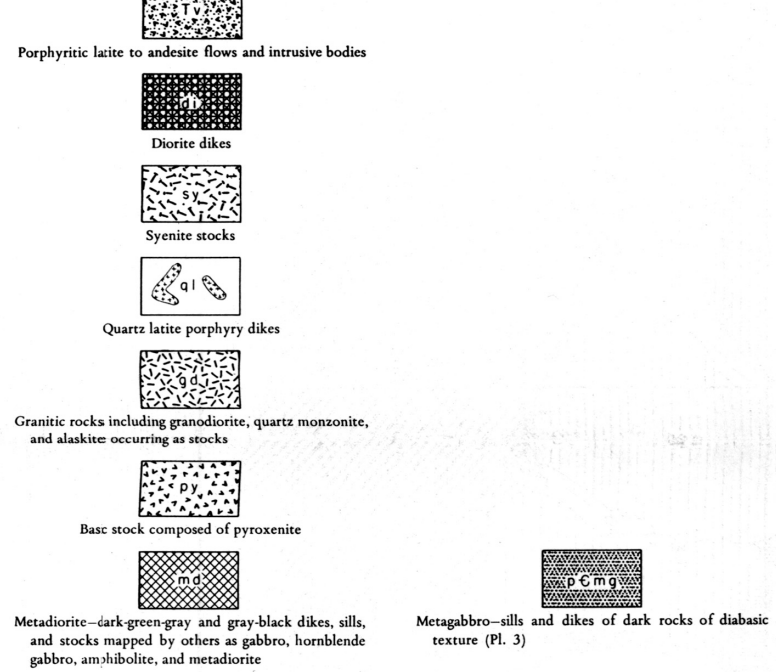 Tv
Porphyritic latite to andesite flows and intrusive bodies
di
Diorite dikes
sy
Syenite stocks
ql
Quartz latite porphyry dikes
gd
Granitic rocks including granodiorite, quartz monzonite,
and alaskite occurring as stocks
py
Basc stock composed of pyroxenite
md
Metadiorite—dark-green-gray and gray-black dikes, sills,
and stocks mapped by others as gabbro, hornblende
gabbro, amphibolite, and metadiorite
p€mg
Metagabbro—sills and dikes of dark rocks of diabasic
texture (Pl. 3)